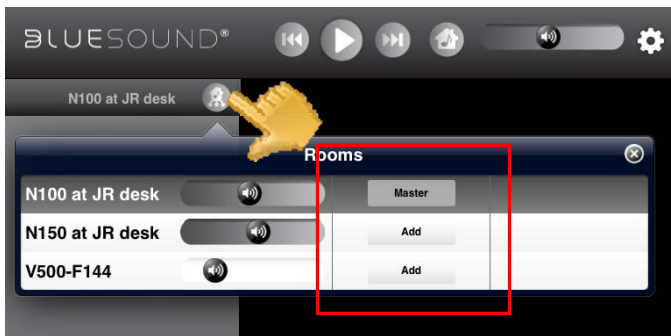 BLUESOUND®
N100 at JR desk
Rooms
N100 at JR desk Master
N150 at JR desk Add
V500-F144 Add